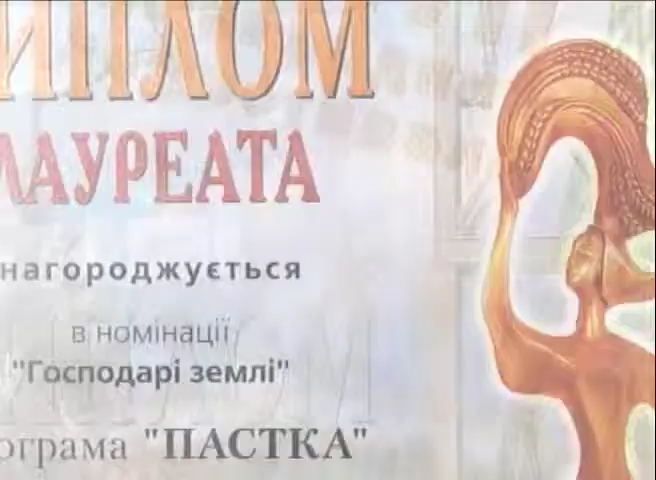 ИПЛОМ
ЛАУРЕАТА
нагороджується
в номінації
"Господарі землі"
ограма "ПАСТКА"